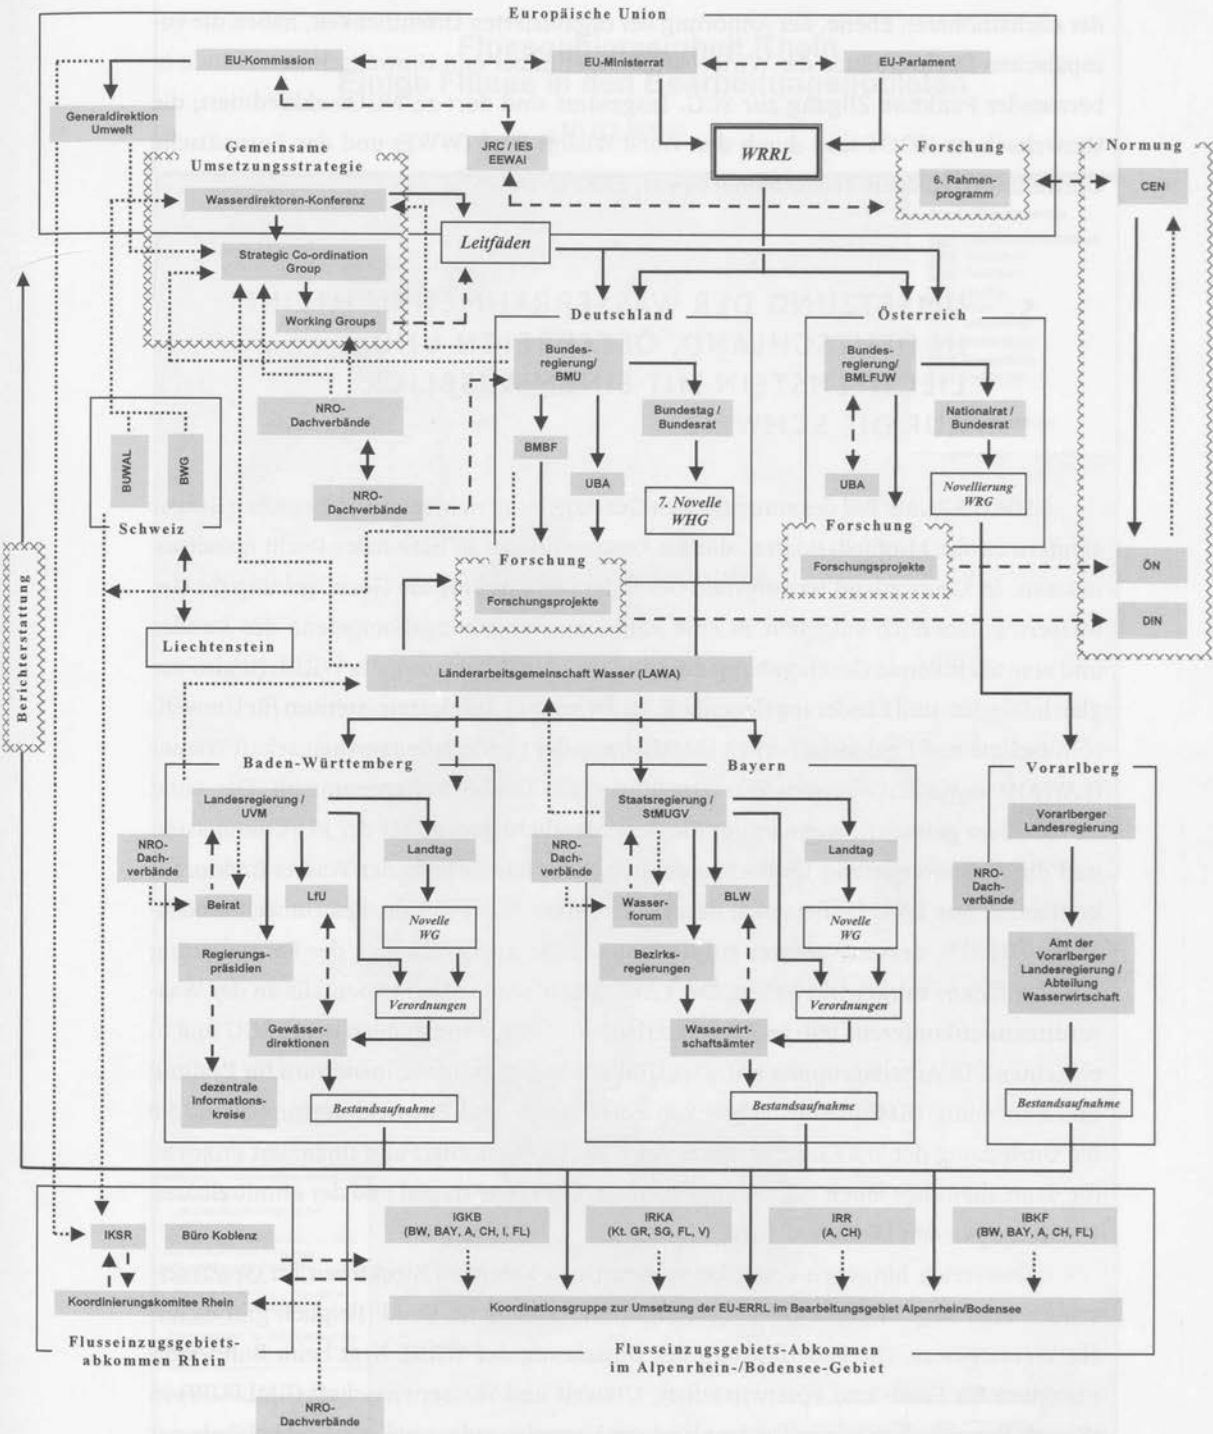 Europäische Union
EU-Kommission
EU-Ministerrat
EU-Parlament
Generaldirektion
Umwelt
Gemeinsame
Umsetzungsstrategie
JRC / IES
EEWAI
WRRL
Forschung
6. Rahmen-
programm
Normung
CEN
Wasserdirektoren-Konferenz
Leitfäden
Strategic Co-ordination
Group
Working Groups
Deutschland
Österreich
Bundes-
regierung/
BMU
Bundestag /
Bundesrat
BMBF
UBA
7. Novelle
WHG
Bundes-
regierung/
BMLFUW
Nationalrat /
Bundesrat
UBA
Novellierung
WRG
NRO-
Dachverbände
NRO-
Dachverbände
BUWAL
BWG
Schweiz
Forschung
Forschungsprojekte
Forschung
Forschungsprojekte
ÖN
DIN
Liechtenstein
Berichterstattung
Länderarbeitsgemeinschaft Wasser (LAWA)
Baden-Württemberg
Landesregierung /
UVM
NRO-
Dach-
verbände
Landtag
Beirat
LfU
Novelle
WG
Regierungs-
präsidien
Verordnungen
Gewässer-
direktionen
dezentrale
Informations-
kreise
Bestandsaufnahme
Bayern
Staatsregierung /
StMUGV
NRO-
Dach-
verbände
Landtag
Wasser-
forum
BLW
Novelle
WG
Bezirks-
regierungen
Verordnungen
Wasserwirt-
schaftsämter
Bestandsaufnahme
Vorarlberg
Vorarlberger
Landesregierung
NRO-
Dach-
verbände
Amt der
Vorarlberger
Landesregierung /
Abteilung
Wasserwirtschaft
Bestandsaufnahme
IKSR
Büro Koblenz
Koordinierungskomitee Rhein
Flusseinzugsgebiets-
abkommen Rhein
IGKB
(BW, BAY, A, CH, I, FL)
IRKA
(Kt. GR, SG, FL, V)
IRR
(A, CH)
IBKF
(BW, BAY, A, CH, FL)
Koordinationsgruppe zur Umsetzung der EU-ERRL im Bearbeitungsgebiet Alpenrhein/Bodensee
Flusseinzugsgebiets-Abkommen
im Alpenrhein-/Bodensee-Gebiet
NRO-
Dachverbände